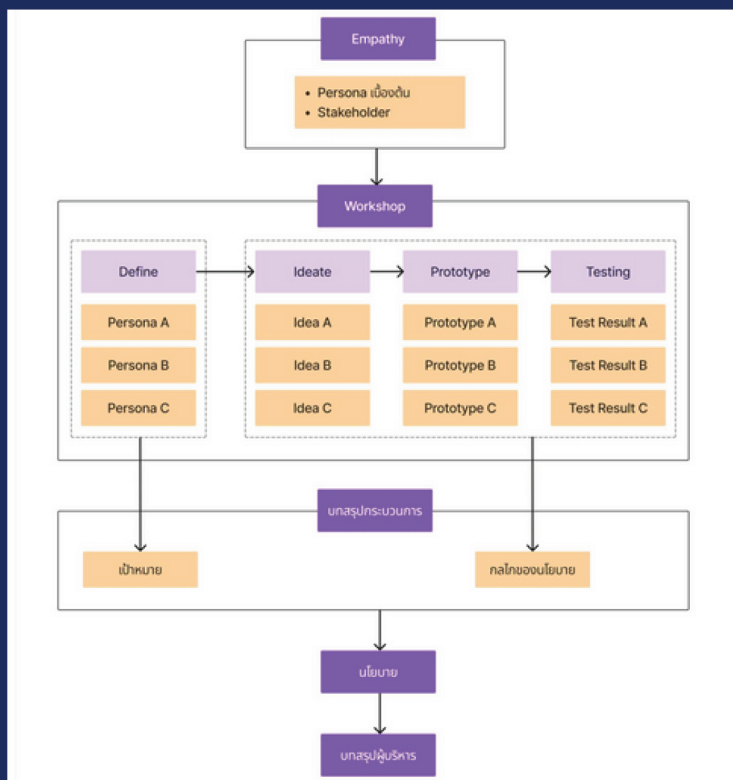 Empathy
• Persona เบื้องต้น
• Stakeholder
Workshop
Define
Ideate
Prototype
Testing
Persona A
Idea A
Prototype A
Test Result A
Persona B
Idea B
Prototype B
Test Result B
Persona C
Idea C
Prototype C
Test Result C
บทสรุปกระบวนการ
เป้าหมาย
กลไกของนโยบาย
นโยบาย
บทสรุปผู้บริหาร